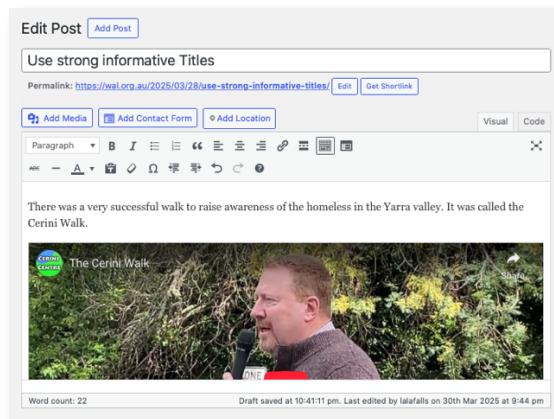 Edit Post Add Post
Use strong informative Titles
Permalink: https://wal.org.au/2025/03/28/use-strong-informative-titles/ Edit Get Shortlink
Add Media Add Contact Form Add Location Visual Code
Paragraph B I
ABC A Ω
There was a very successful walk to raise awareness of the homeless in the Yarra valley. It was called the
Cerini Walk.
CERINI
CENTRE
The Cerini Walk
Share
ONE
Word count: 22 Draft saved at 10:41:11 pm. Last edited by lalafalls on 30th Mar 2025 at 9:44 pm